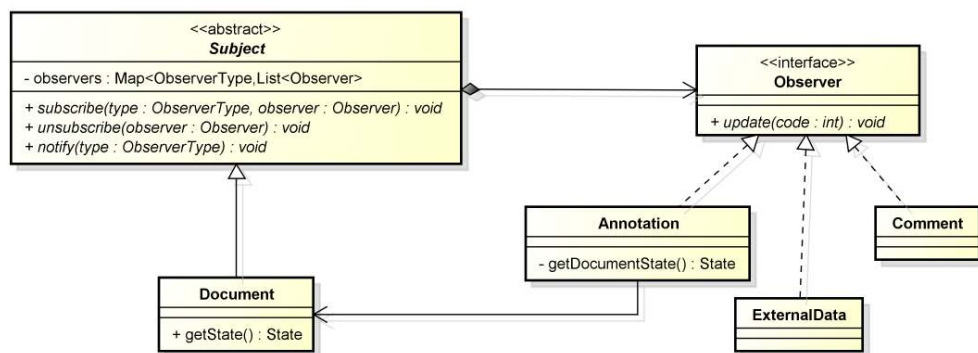 <<abstract>>
Subject
- observers : Map<ObserverType,List<Observer>
+ subscribe(type : ObserverType, observer : Observer) : void
+ unsubscribe(observer : Observer) : void
+ notify(type : ObserverType) : void
<<interface>>
Observer
+ update(code : int) : void
Annotation
- getDocumentState() : State
Comment
Document
+ getState() : State
ExternalData